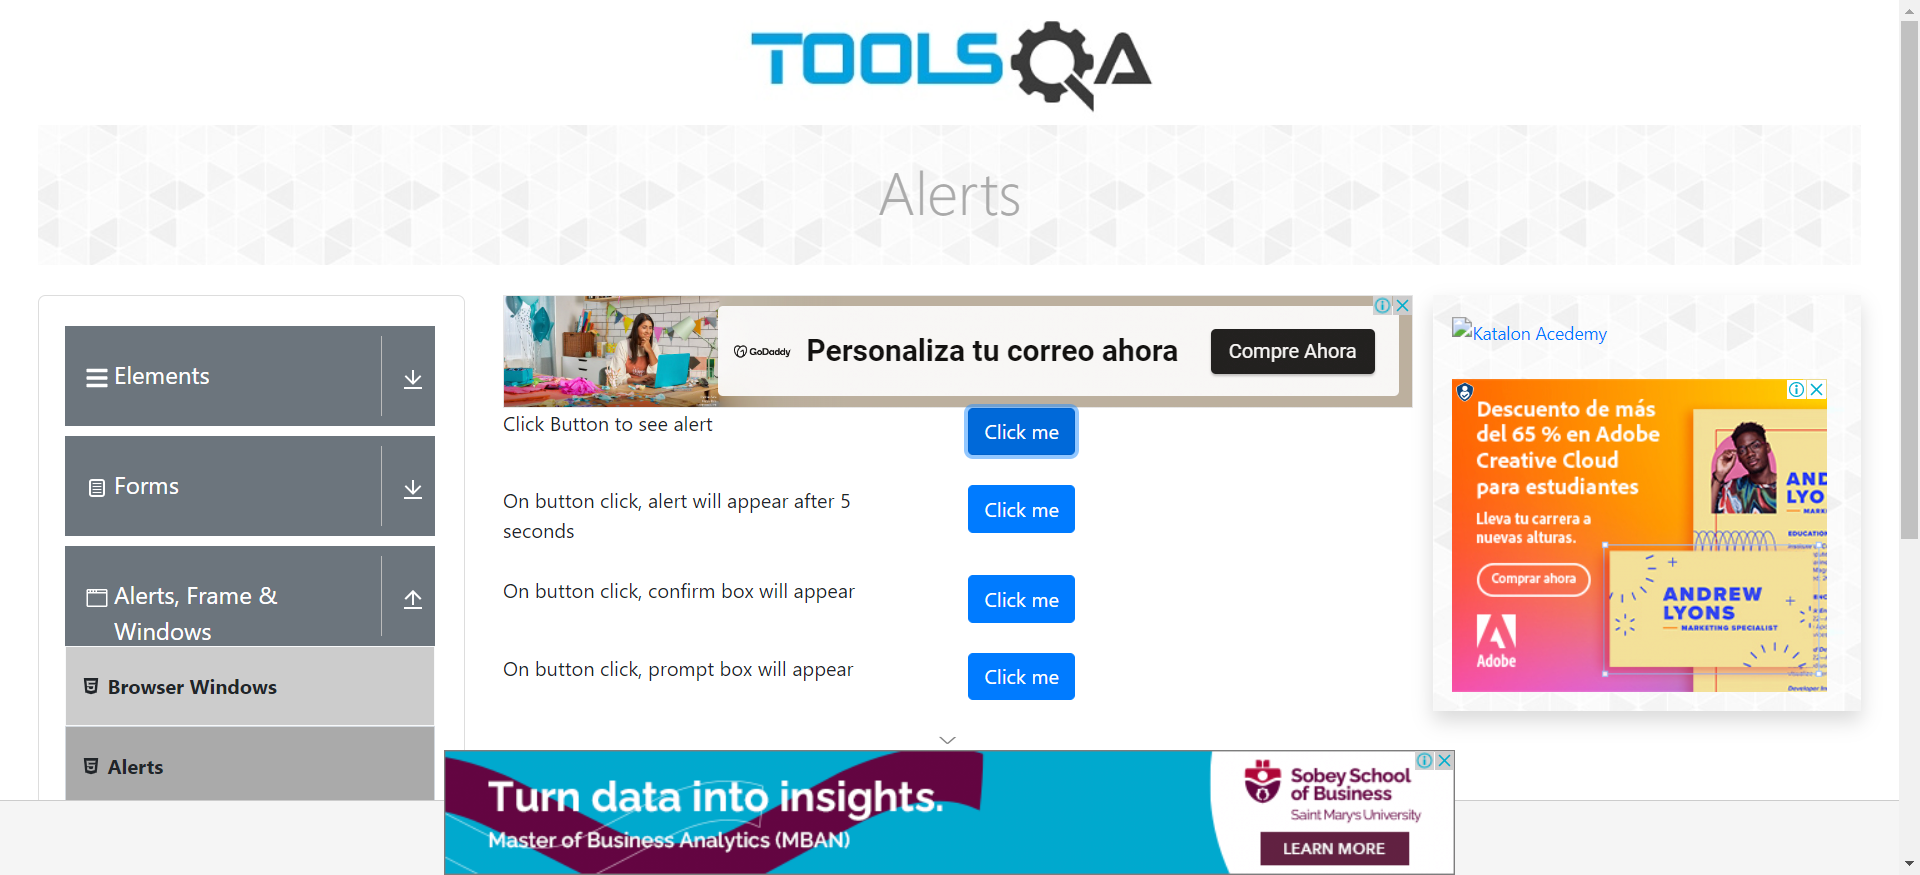 TOOLSQA
Alerts
Elements
Forms
Alerts, Frame &
Windows
Browser Windows
Alerts
GoDaddy
Personaliza tu correo ahora
Compre Ahora
Click Button to see alert
Click me
On button click, alert will appear after 5
seconds
Click me
On button click, confirm box will appear
Click me
On button click, prompt box will appear
Click me
Katalon Acedemy
Descuento de más
del 65 % en Adobe
Creative Cloud
para estudiantes
Lleva tu carrera a
nuevas alturas.
Comprar ahora
Adobe
ANDREW
LYONS
MARKETING SPECIALIST
Turn data into insights.
Master of Business Analytics (MBAN)
Sobey School
of Business
Saint Mary's University
LEARN MORE